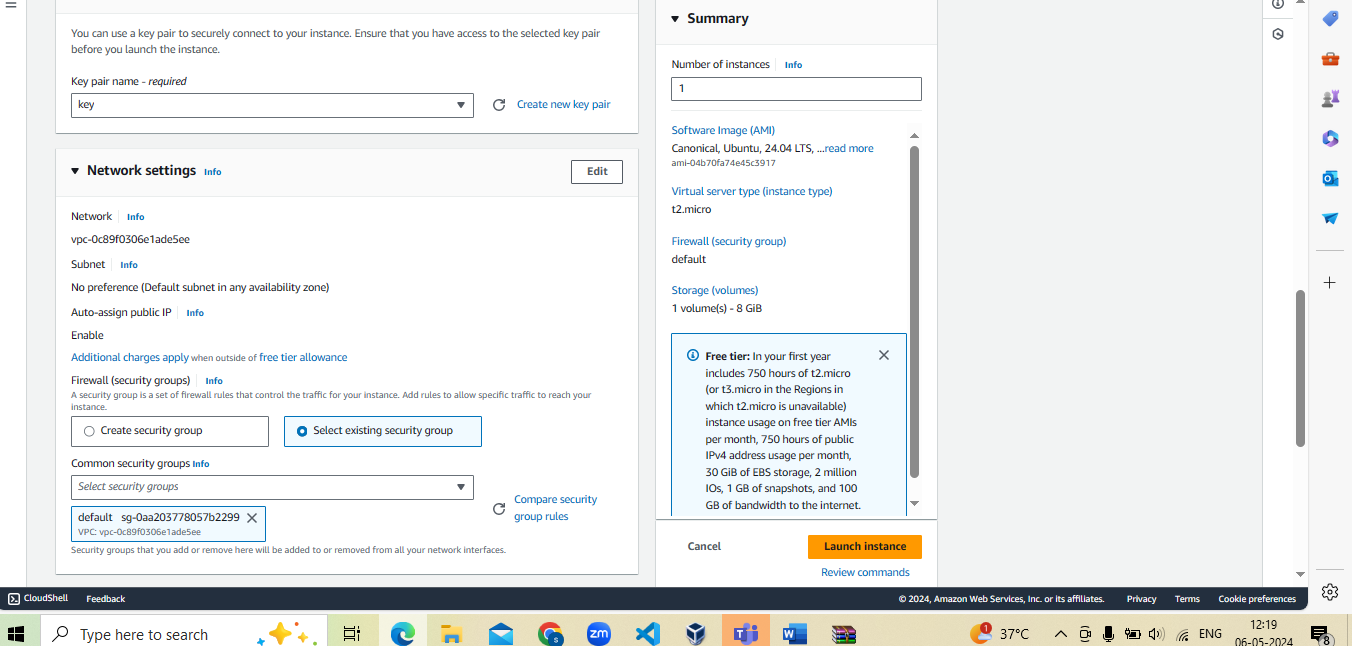 You can use a key pair to securely connect to your instance. Ensure that you have access to the selected key pair
before you launch the instance.
Key pair name - required
key
Create new key pair
Network settings Info
Edit
Network Info
vpc-0c89f0306e1ade5ee
Subnet Info
No preference (Default subnet in any availability zone)
Auto-assign public IP Info
Enable
Additional charges apply when outside of free tier allowance
Firewall (security groups) Info
A security group is a set of firewall rules that control the traffic for your instance. Add rules to allow specific traffic to reach your
instance.
Create security group
Select existing security group
Common security groups Info
Select security groups
Compare security
group rules
default sg-0aa203778057b2299
VPC: vpc-0c89f0306e1ade5ee
Security groups that you add or remove here will be added to or removed from all your network interfaces.
Summary
Number of instances Info
1
Software Image (AMI)
Canonical, Ubuntu, 24.04 LTS, ...read more
ami-04b70fa74e45c3917
Virtual server type (instance type)
t2.micro
Firewall (security group)
default
Storage (volumes)
1 volume(s) - 8 GiB
Free tier: In your first year
includes 750 hours of t2.micro
(or t3.micro in the Regions in
which t2.micro is unavailable)
instance usage on free tier AMIs
per month, 750 hours of public
IPv4 address usage per month,
30 GiB of EBS storage, 2 million
IOs, 1 GB of snapshots, and 100
GB of bandwidth to the internet.
Cancel
Launch instance
Review commands
CloudShell
Feedback
© 2024, Amazon Web Services, Inc. or its affiliates.
Privacy
Terms
Cookie preferences
Type here to search
zm
W
1
37°C
ENG
12:19
06-05-2024
8